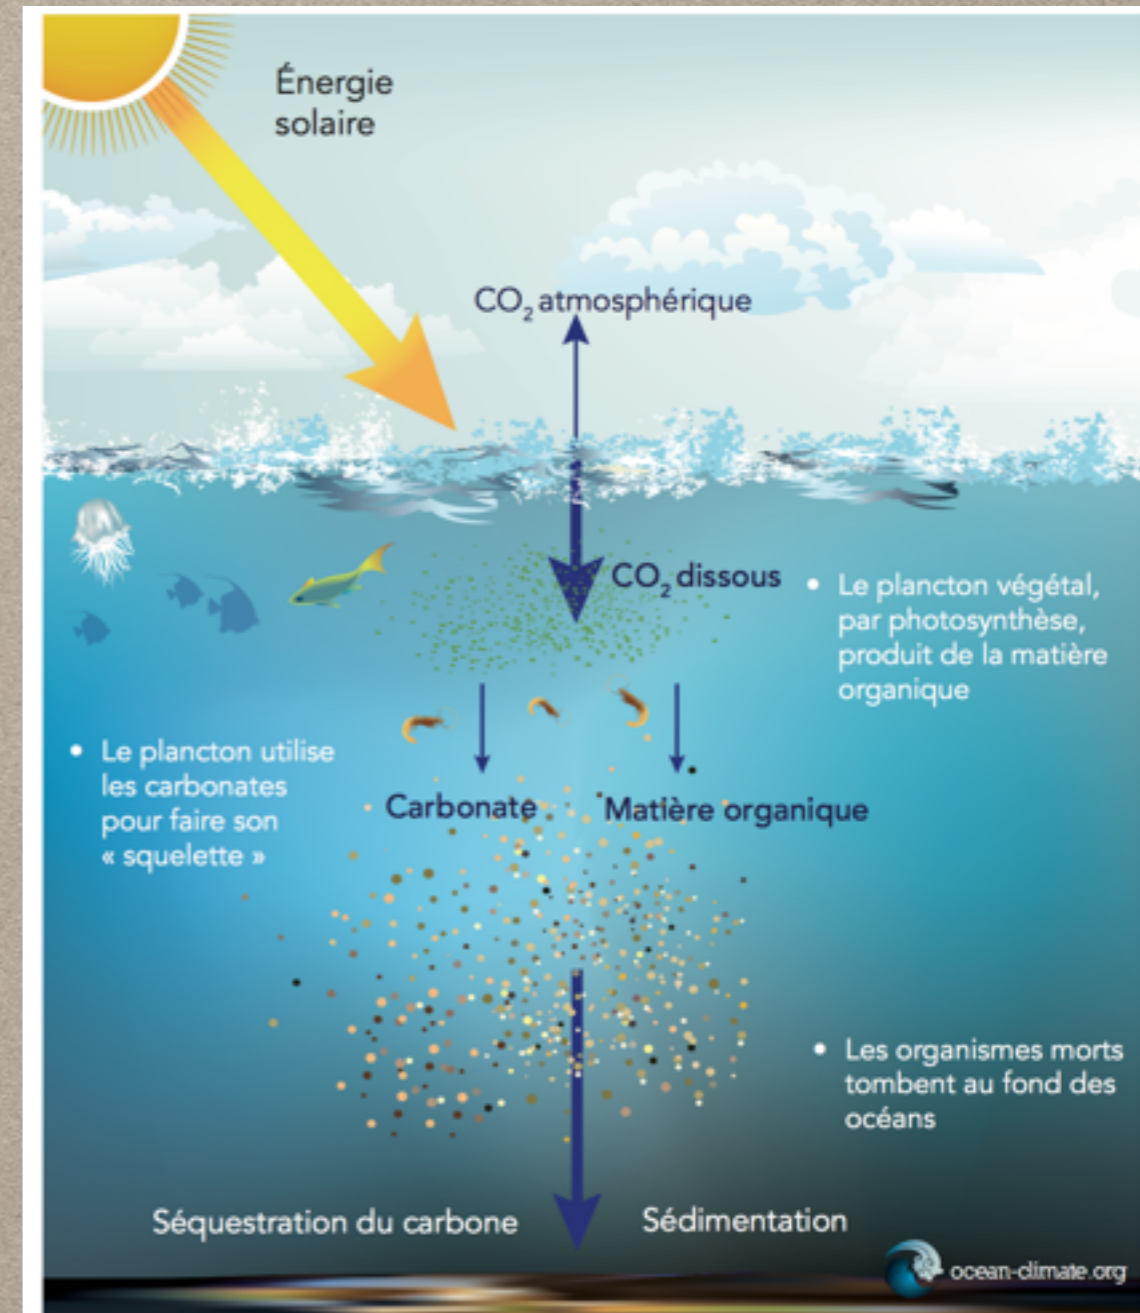 Énergie
solaire
CO₂ atmosphérique
CO₂ dissous
• Le plancton végétal,
par photosynthèse,
produit de la matière
organique
• Le plancton utilise
les carbonates
pour faire son
« squelette »
Carbonate
Matière organique
• Les organismes morts
tombent au fond des
océans
Séquestration du carbone
Sédimentation
ocean-climate.org